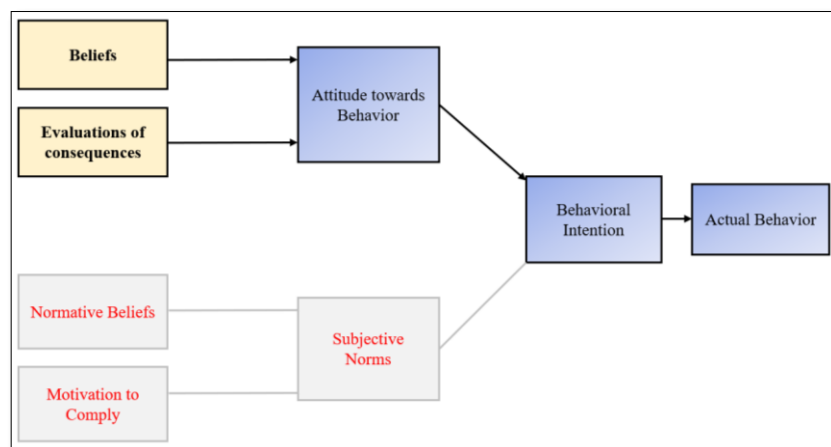 Beliefs
Evaluations of
consequences
Attitude towards
Behavior
Behavioral
Intention
Actual Behavior
Normative Beliefs
Motivation to
Comply
Subjective
Norms